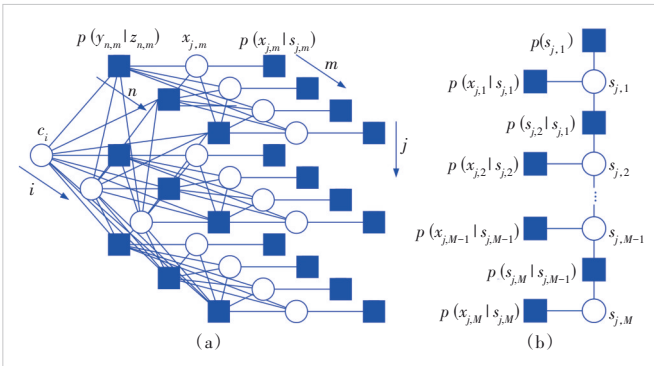 p (y_{n,m} | z_{n,m})
x_{j,m}
p (x_{j,m} | s_{j,m})
m
n
c_i
j
i
(a)
p(s_{j,1})
p (x_{j,1} | s_{j,1})
s_{j,1}
p (s_{j,2} | s_{j,1})
p (x_{j,2} | s_{j,2})
s_{j,2}
⋮
p (x_{j,M−1} | s_{j,M−1})
s_{j,M−1}
p (s_{j,M} | s_{j,M−1})
p (x_{j,M} | s_{j,M})
s_{j,M}
(b)